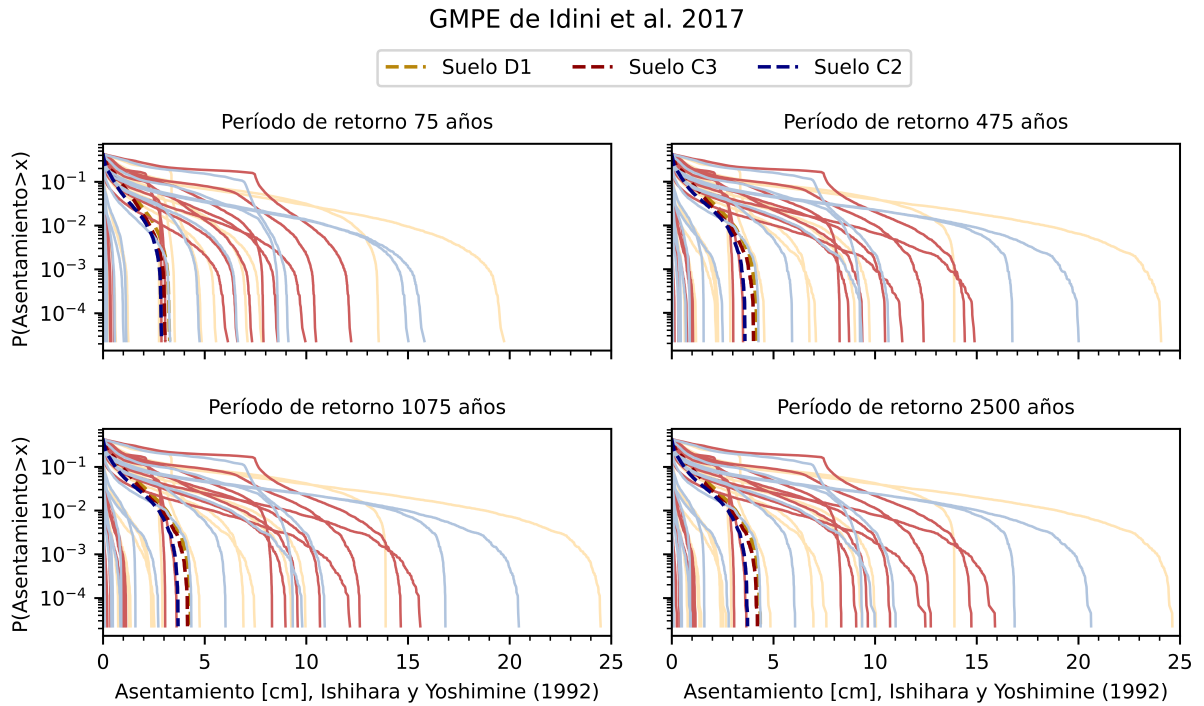 GMPE de Idini et al. 2017
Suelo D1 Suelo C3 Suelo C2
Período de retorno 75 años
Período de retorno 475 años
P(Asentamiento>x)
10⁻¹
10⁻²
10⁻³
10⁻⁴
Período de retorno 1075 años
Período de retorno 2500 años
P(Asentamiento>x)
10⁻¹
10⁻²
10⁻³
10⁻⁴
0 5 10 15 20 25
0 5 10 15 20 25
Asentamiento [cm], Ishihara y Yoshimine (1992)
Asentamiento [cm], Ishihara y Yoshimine (1992)